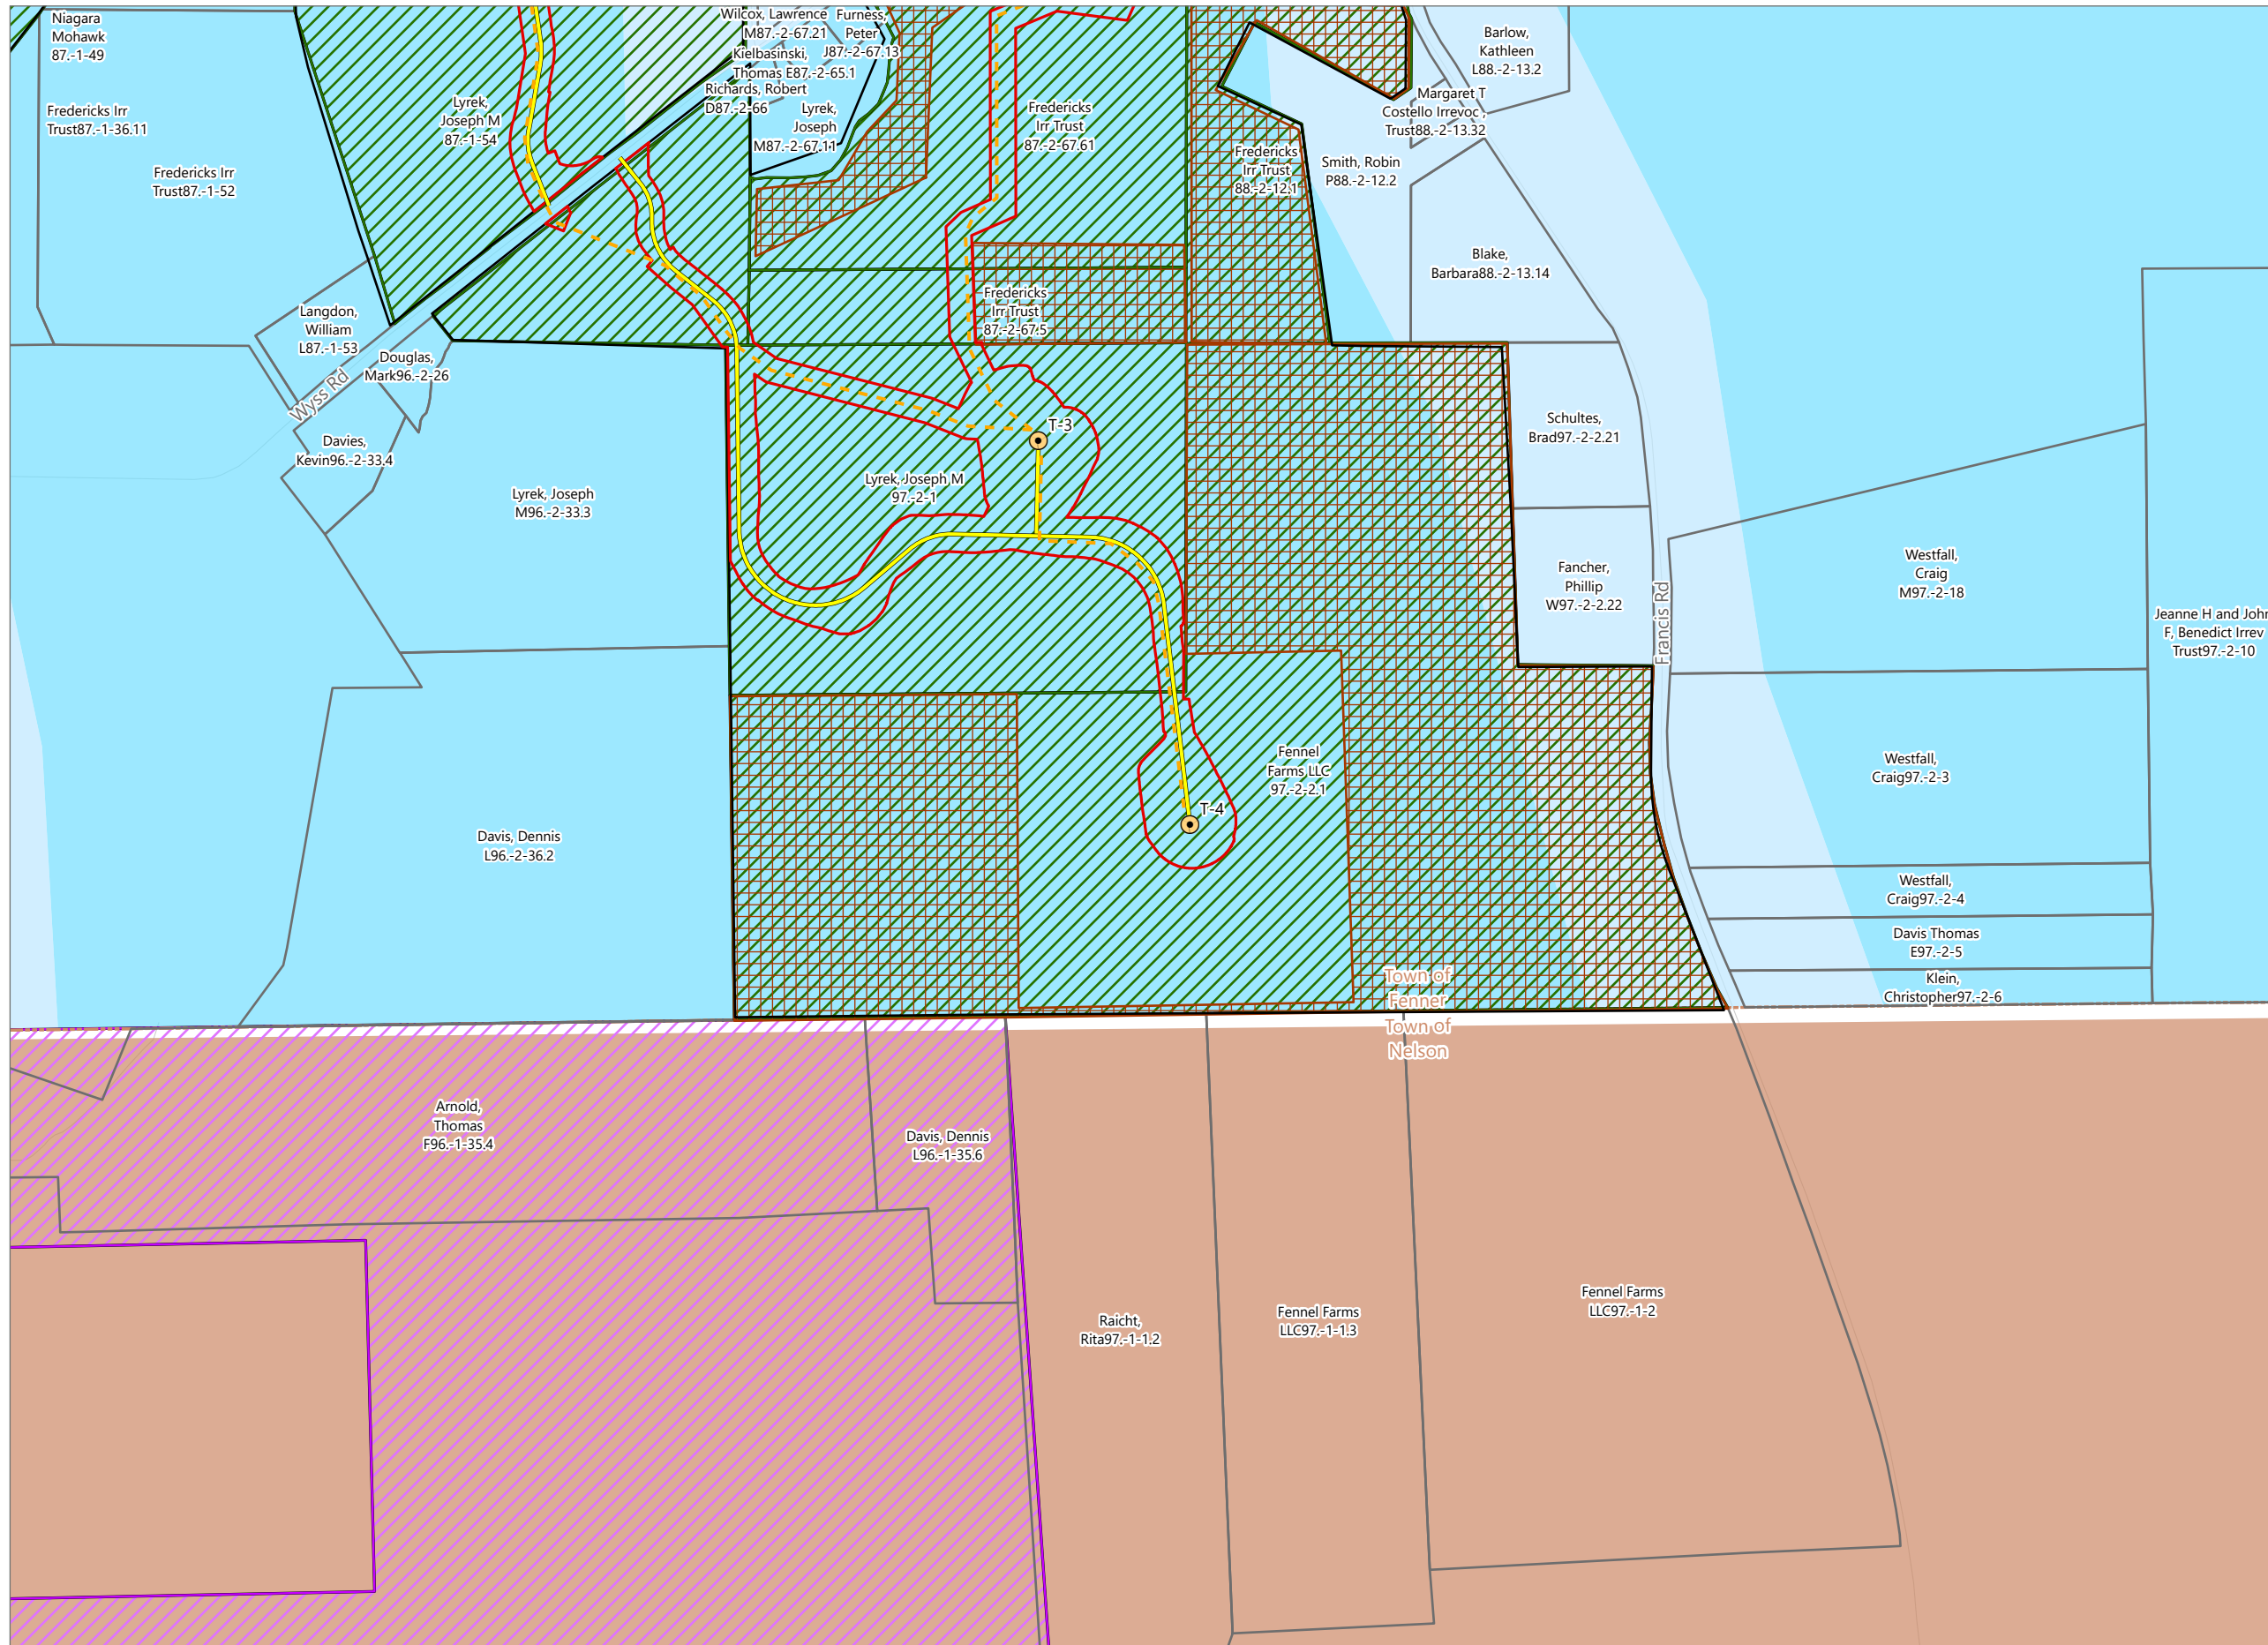 Niagara
Mohawk
87.-1-49
Fredericks Irr
Trust87.-1-36.11
Fredericks Irr
Trust87.-1-52
Lyrek,
Joseph M
87.-1-54
Wilcox, Lawrence
M87.-2-67.21
Furness,
Peter
J87.-2-67.13
Kielbasinski,
Thomas E87.-2-65.1
Richards, Robert
D87.-2-66
Lyrek,
Joseph
M87.-2-67.11
Fredericks
Irr Trust
87.-2-67.61
Fredericks
Irr Trust
88.-2-12.1
Barlow,
Kathleen
L88.-2-13.2
Margaret T
Costello Irrevoc ,
Trust88.-2-13.32
Smith, Robin
P88.-2-12.2
Blake,
Barbara88.-2-13.14
Fredericks
Irr Trust
87.-2-67.5
Langdon,
William
L87.-1-53
Douglas,
Mark96.-2-26
Wyss Rd
Davies,
Kevin96.-2-33.4
Lyrek, Joseph
M96.-2-33.3
T-3
Lyrek, Joseph M
97.-2-1
Schultes,
Brad97.-2-2.21
Fancher,
Phillip
W97.-2-2.22
Francis Rd
Westfall,
Craig
M97.-2-18
Jeanne H and John
F, Benedict Irrev
Trust97.-2-10
Fennel
Farms LLC
97.-2-2.1
T-4
Westfall,
Craig97.-2-3
Davis, Dennis
L96.-2-36.2
Westfall,
Craig97.-2-4
Davis Thomas
E97.-2-5
Klein,
Christopher97.-2-6
Town of
Fenner
Town of
Nelson
Arnold,
Thomas
F96.-1-35.4
Davis, Dennis
L96.-1-35.6
Raicht,
Rita97.-1-1.2
Fennel Farms
LLC97.-1-1.3
Fennel Farms
LLC97.-1-2